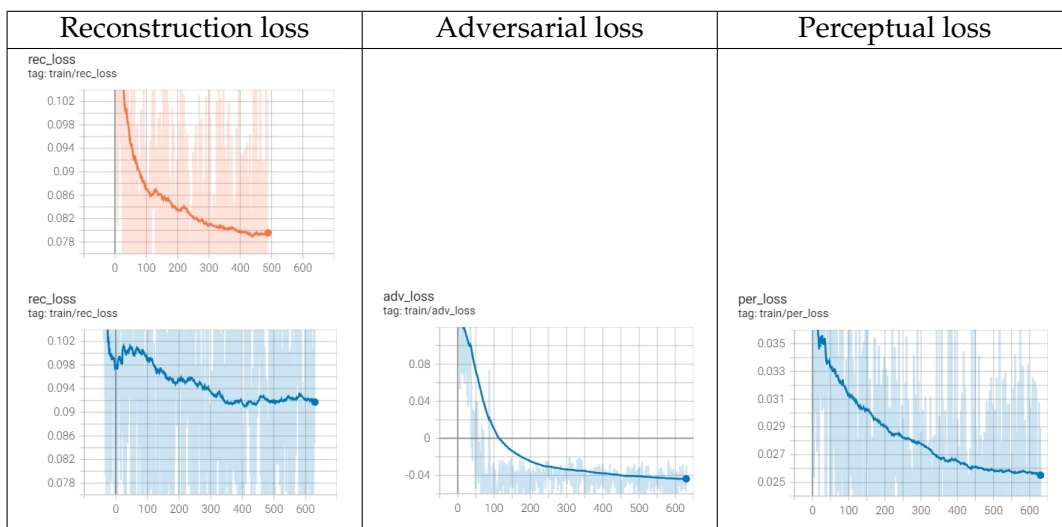 Reconstruction loss
Adversarial loss
Perceptual loss
rec_loss
tag: train/rec_loss
0.102
0.098
0.094
0.09
0.086
0.082
0.078
0 100 200 300 400 500 600
rec_loss
tag: train/rec_loss
0.102
0.098
0.094
0.09
0.086
0.082
0.078
0 100 200 300 400 500 600
adv_loss
tag: train/adv_loss
0.08
0.04
0
-0.04
0 100 200 300 400 500 600
per_loss
tag: train/per_loss
0.035
0.033
0.031
0.029
0.027
0.025
0 100 200 300 400 500 600